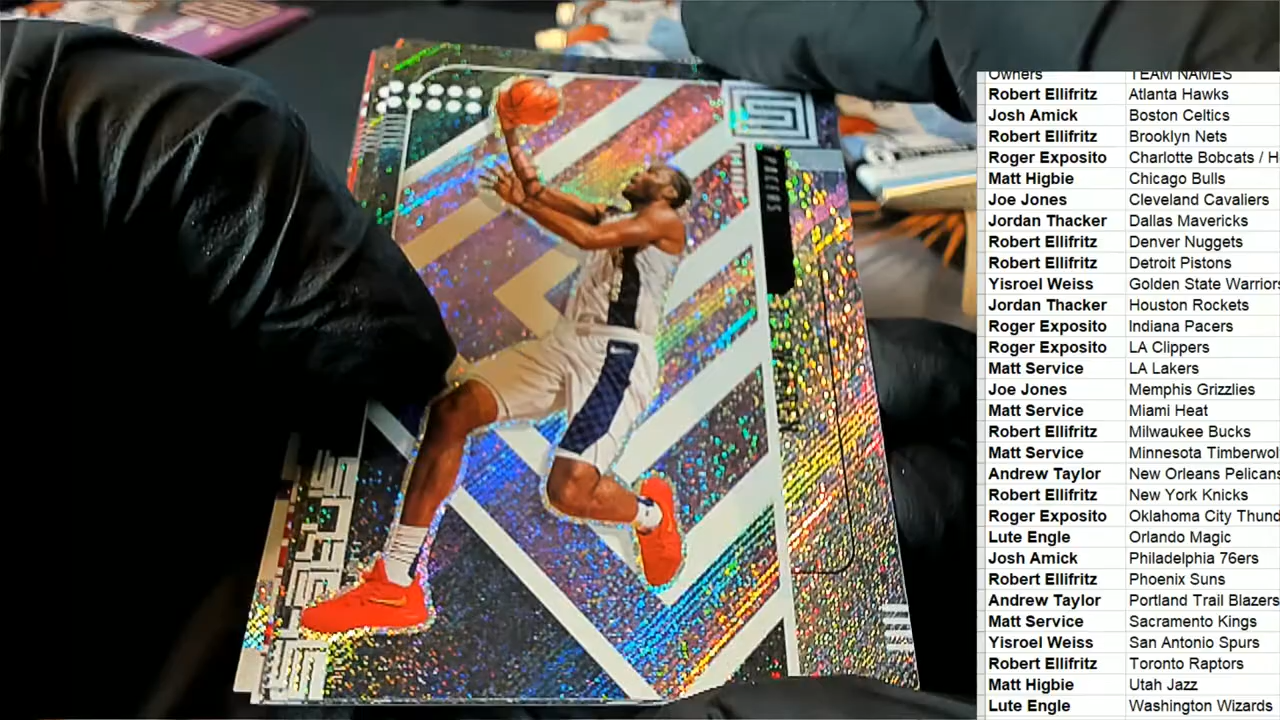 PACERS
Owners TEAM NAMES
Robert Ellifritz Atlanta Hawks
Josh Amick Boston Celtics
Robert Ellifritz Brooklyn Nets
Roger Exposito Charlotte Bobcats / H
Matt Higbie Chicago Bulls
Joe Jones Cleveland Cavaliers
Jordan Thacker Dallas Mavericks
Robert Ellifritz Denver Nuggets
Robert Ellifritz Detroit Pistons
Yisroel Weiss Golden State Warriors
Jordan Thacker Houston Rockets
Roger Exposito Indiana Pacers
Roger Exposito LA Clippers
Matt Service LA Lakers
Joe Jones Memphis Grizzlies
Matt Service Miami Heat
Robert Ellifritz Milwaukee Bucks
Matt Service Minnesota Timberwol
Andrew Taylor New Orleans Pelicans
Robert Ellifritz New York Knicks
Roger Exposito Oklahoma City Thund
Lute Engle Orlando Magic
Josh Amick Philadelphia 76ers
Robert Ellifritz Phoenix Suns
Andrew Taylor Portland Trail Blazers
Matt Service Sacramento Kings
Yisroel Weiss San Antonio Spurs
Robert Ellifritz Toronto Raptors
Matt Higbie Utah Jazz
Lute Engle Washington Wizards